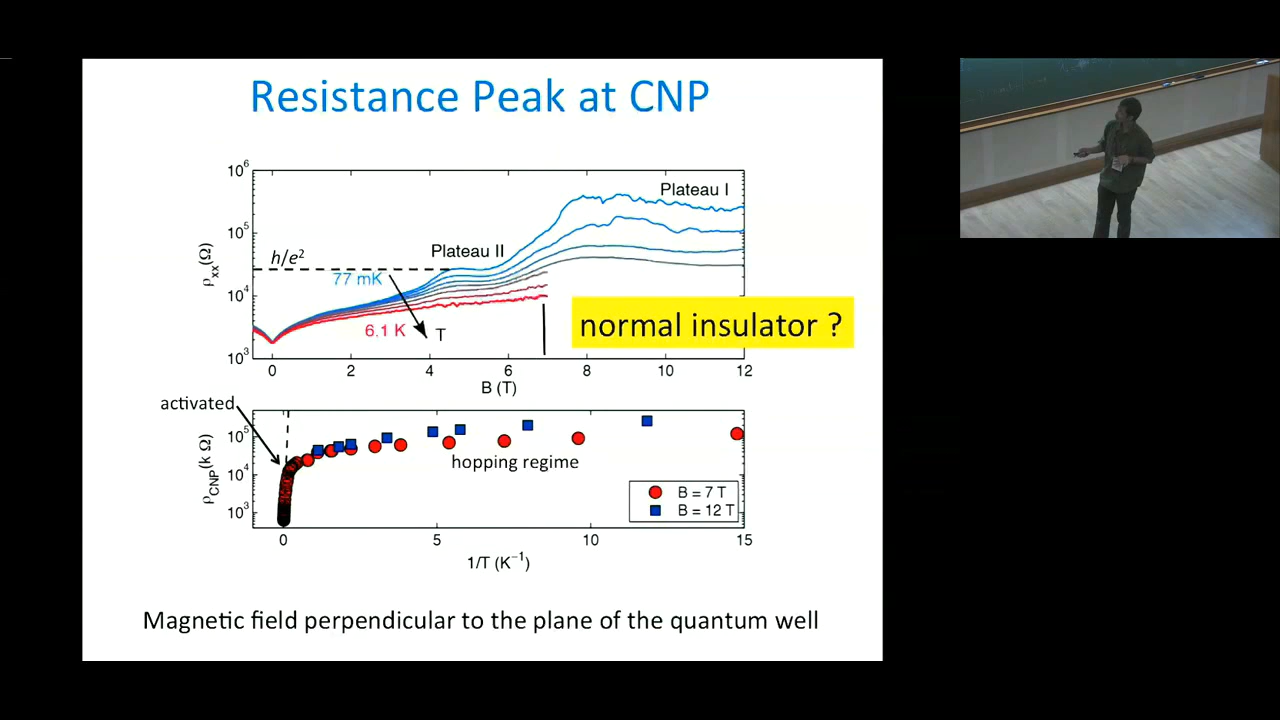 Resistance Peak at CNP
10⁶
10⁵
10⁴
10³
ρxx(Ω)
Plateau I
Plateau II
h/e²
77 mK
6.1 K
T
normal insulator ?
0 2 4 6 8 10 12
B (T)
activated
10⁵
10⁴
10³
ρCNP(k Ω)
hopping regime
B = 7 T
B = 12 T
0 5 10 15
1/T (K⁻¹)
Magnetic field perpendicular to the plane of the quantum well